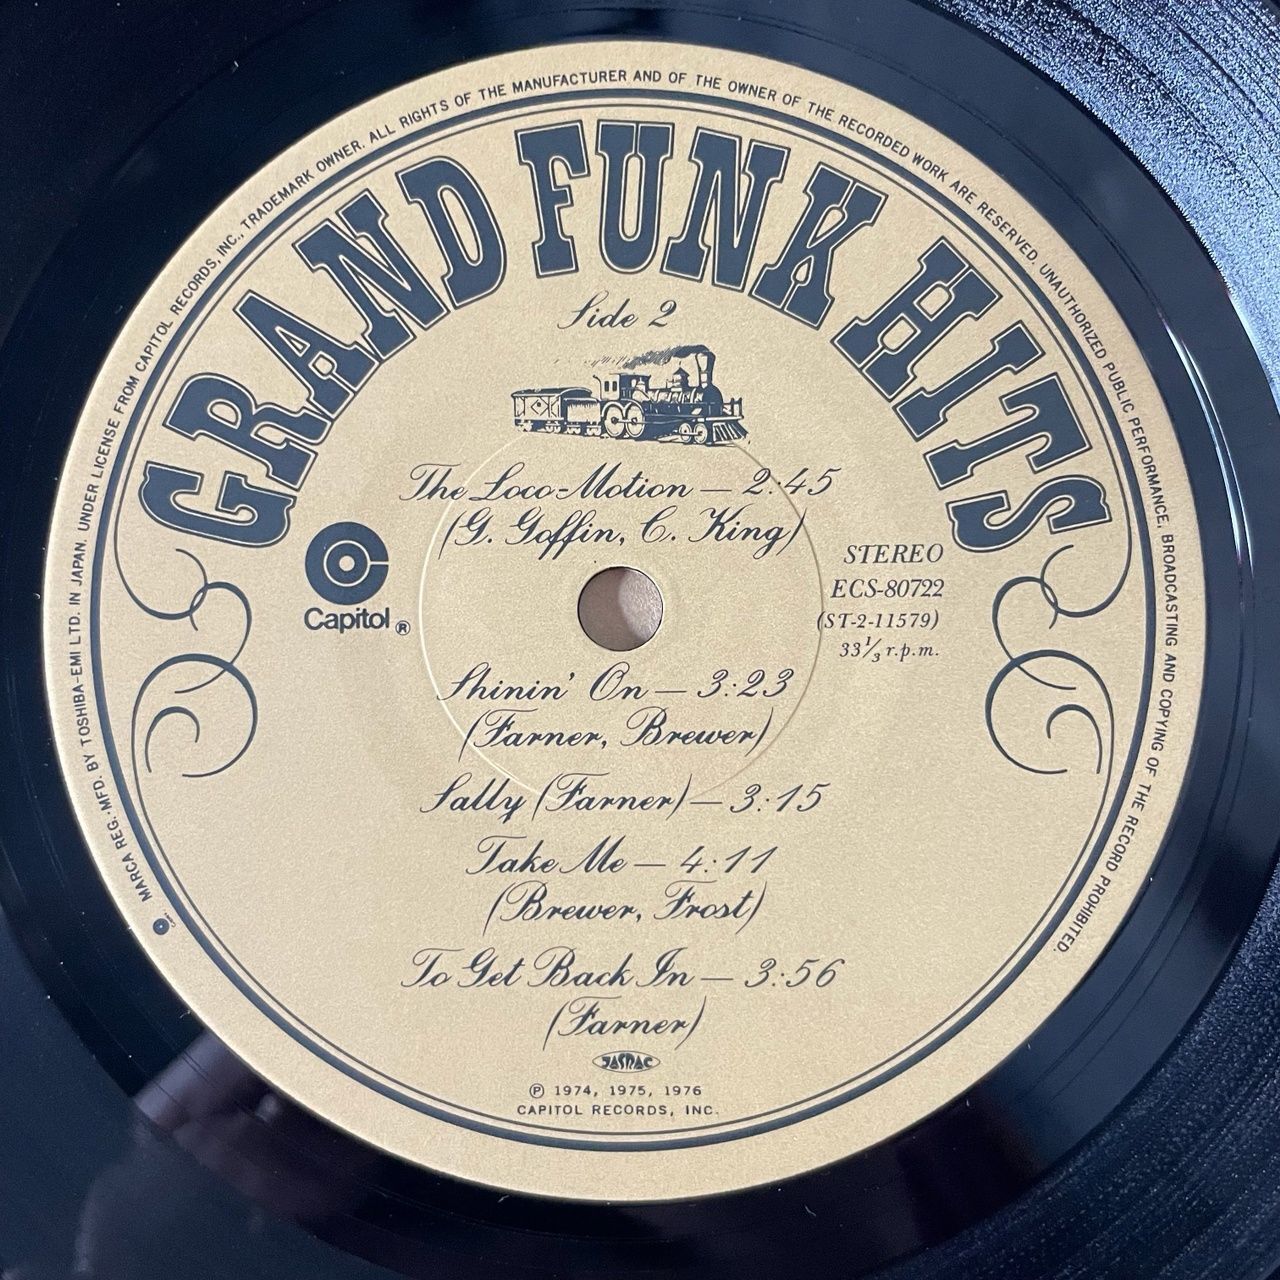 GRAND FUNK HITS
Side 2
The Loco-Motion — 2:45
(G. Goffin, C. King)
Capitol ®
STEREO
ECS-80722
(ST-2-11579)
33⅓ r.p.m.
Shinin' On — 3:23
(Farner, Brewer)
Sally (Farner) — 3:15
Take Me — 4:11
(Brewer, Frost)
To Get Back In — 3:56
(Farner)
JASRAC
℗ 1974, 1975, 1976
CAPITOL RECORDS, INC.
MARCA REG. MFD. BY TOSHIBA-EMI LTD. IN JAPAN. UNDER LICENSE FROM CAPITOL RECORDS, INC., TRADEMARK OWNER. ALL RIGHTS OF THE MANUFACTURER AND OF THE OWNER OF THE RECORDED WORK ARE RESERVED. UNAUTHORIZED PUBLIC PERFORMANCE. BROADCASTING AND COPYING OF THE RECORD PROHIBITED.